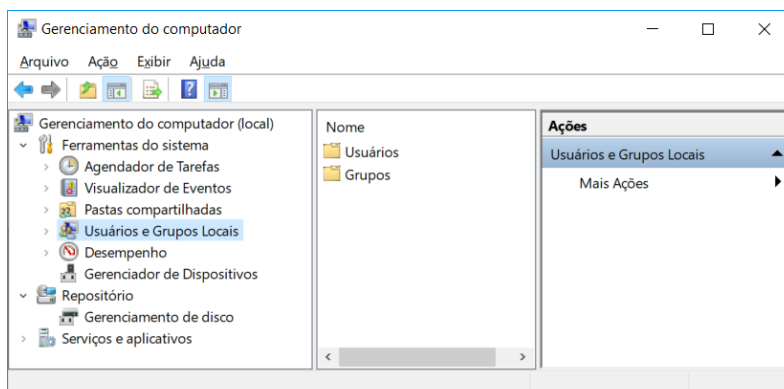 Gerenciamento do computador
Arquivo Ação Exibir Ajuda
Gerenciamento do computador (local)
Ferramentas do sistema
Agendador de Tarefas
Visualizador de Eventos
Pastas compartilhadas
Usuários e Grupos Locais
Desempenho
Gerenciador de Dispositivos
Repositório
Gerenciamento de disco
Serviços e aplicativos
Nome
Usuários
Grupos
Ações
Usuários e Grupos Locais
Mais Ações